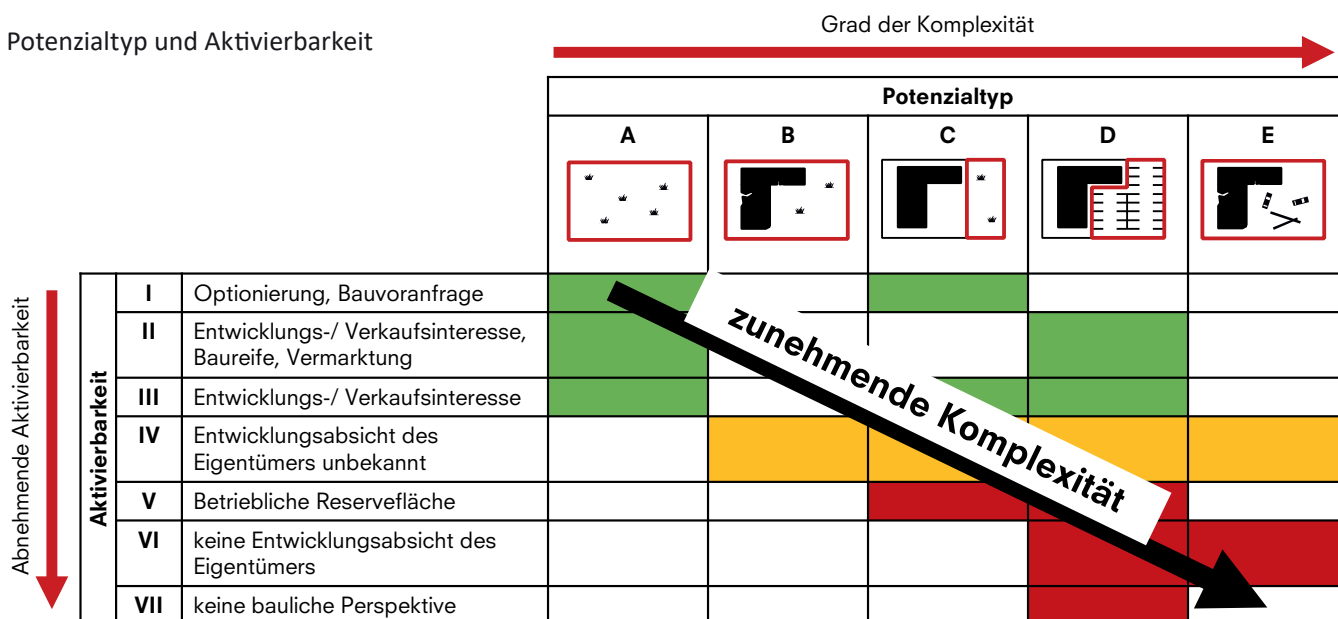 Grad der Komplexität
Potenzialtyp und Aktivierbarkeit
Potenzialtyp
A B C D E
Abnehmende Aktivierbarkeit
Aktivierbarkeit
I Optionierung, Bauvoranfrage
II Entwicklungs-/ Verkaufsinteresse,
Baureife, Vermarktung
III Entwicklungs-/ Verkaufsinteresse
IV Entwicklungsabsicht des
Eigentümers unbekannt
V Betriebliche Reservefläche
VI keine Entwicklungsabsicht des
Eigentümers
VII keine bauliche Perspektive
zunehmende Komplexität